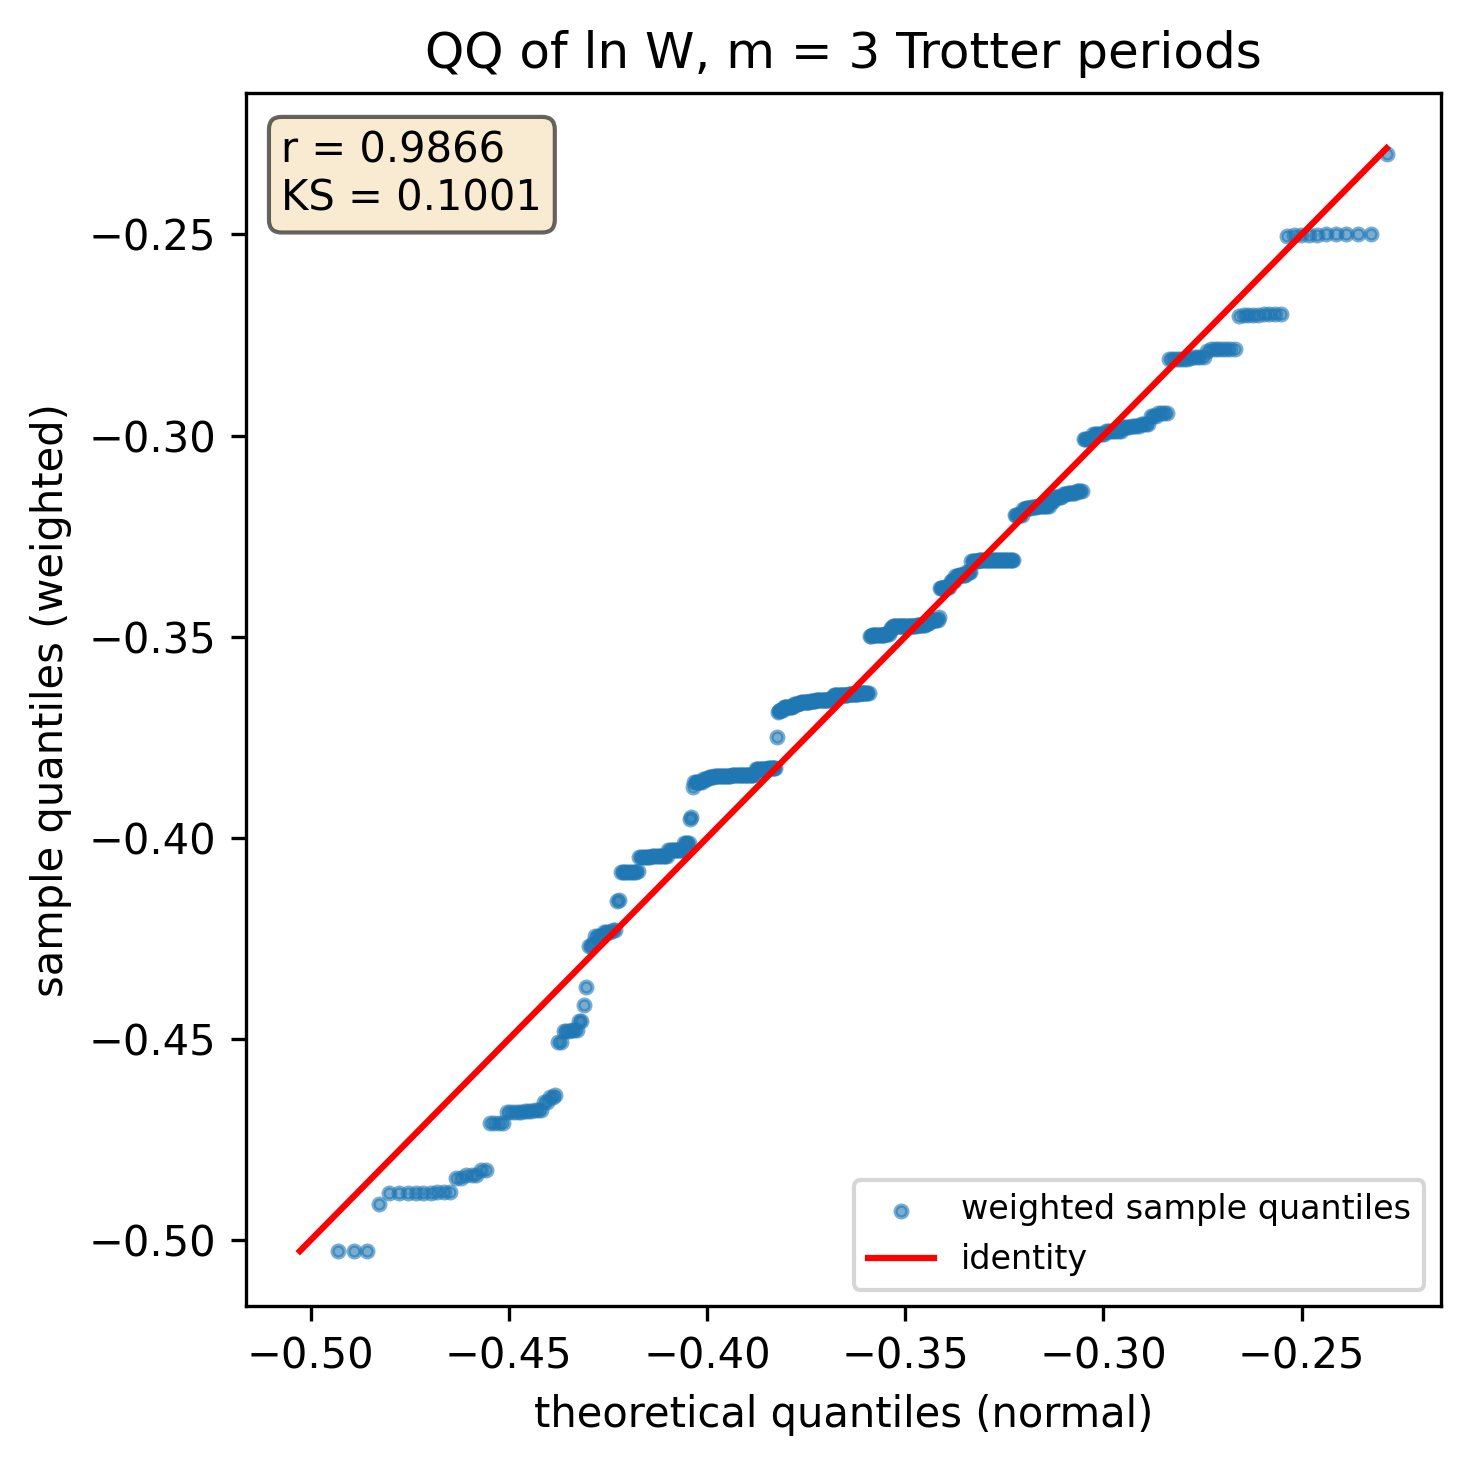 QQ of ln W, m = 3 Trotter periods
r = 0.9866
KS = 0.1001
−0.25
−0.30
−0.35
−0.40
−0.45
−0.50
sample quantiles (weighted)
weighted sample quantiles
identity
−0.50 −0.45 −0.40 −0.35 −0.30 −0.25
theoretical quantiles (normal)